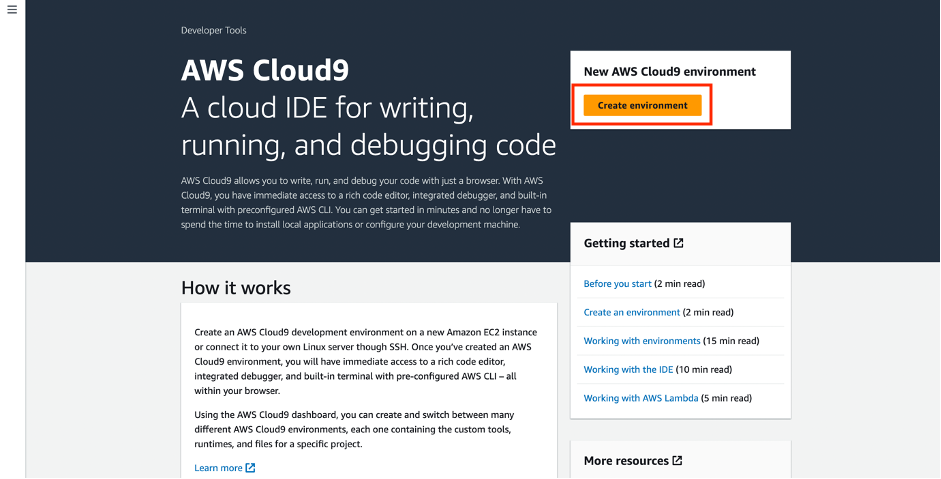 Developer Tools
AWS Cloud9
A cloud IDE for writing,
running, and debugging code
AWS Cloud9 allows you to write, run, and debug your code with just a browser. With AWS
Cloud9, you have immediate access to a rich code editor, integrated debugger, and built-in
terminal with preconfigured AWS CLI. You can get started in minutes and no longer have to
spend the time to install local applications or configure your development machine.
New AWS Cloud9 environment
Create environment
Getting started
Before you start (2 min read)
Create an environment (2 min read)
Working with environments (15 min read)
Working with the IDE (10 min read)
Working with AWS Lambda (5 min read)
More resources
How it works
Create an AWS Cloud9 development environment on a new Amazon EC2 instance
or connect it to your own Linux server though SSH. Once you've created an AWS
Cloud9 environment, you will have immediate access to a rich code editor,
integrated debugger, and built-in terminal with pre-configured AWS CLI – all
within your browser.
Using the AWS Cloud9 dashboard, you can create and switch between many
different AWS Cloud9 environments, each one containing the custom tools,
runtimes, and files for a specific project.
Learn more